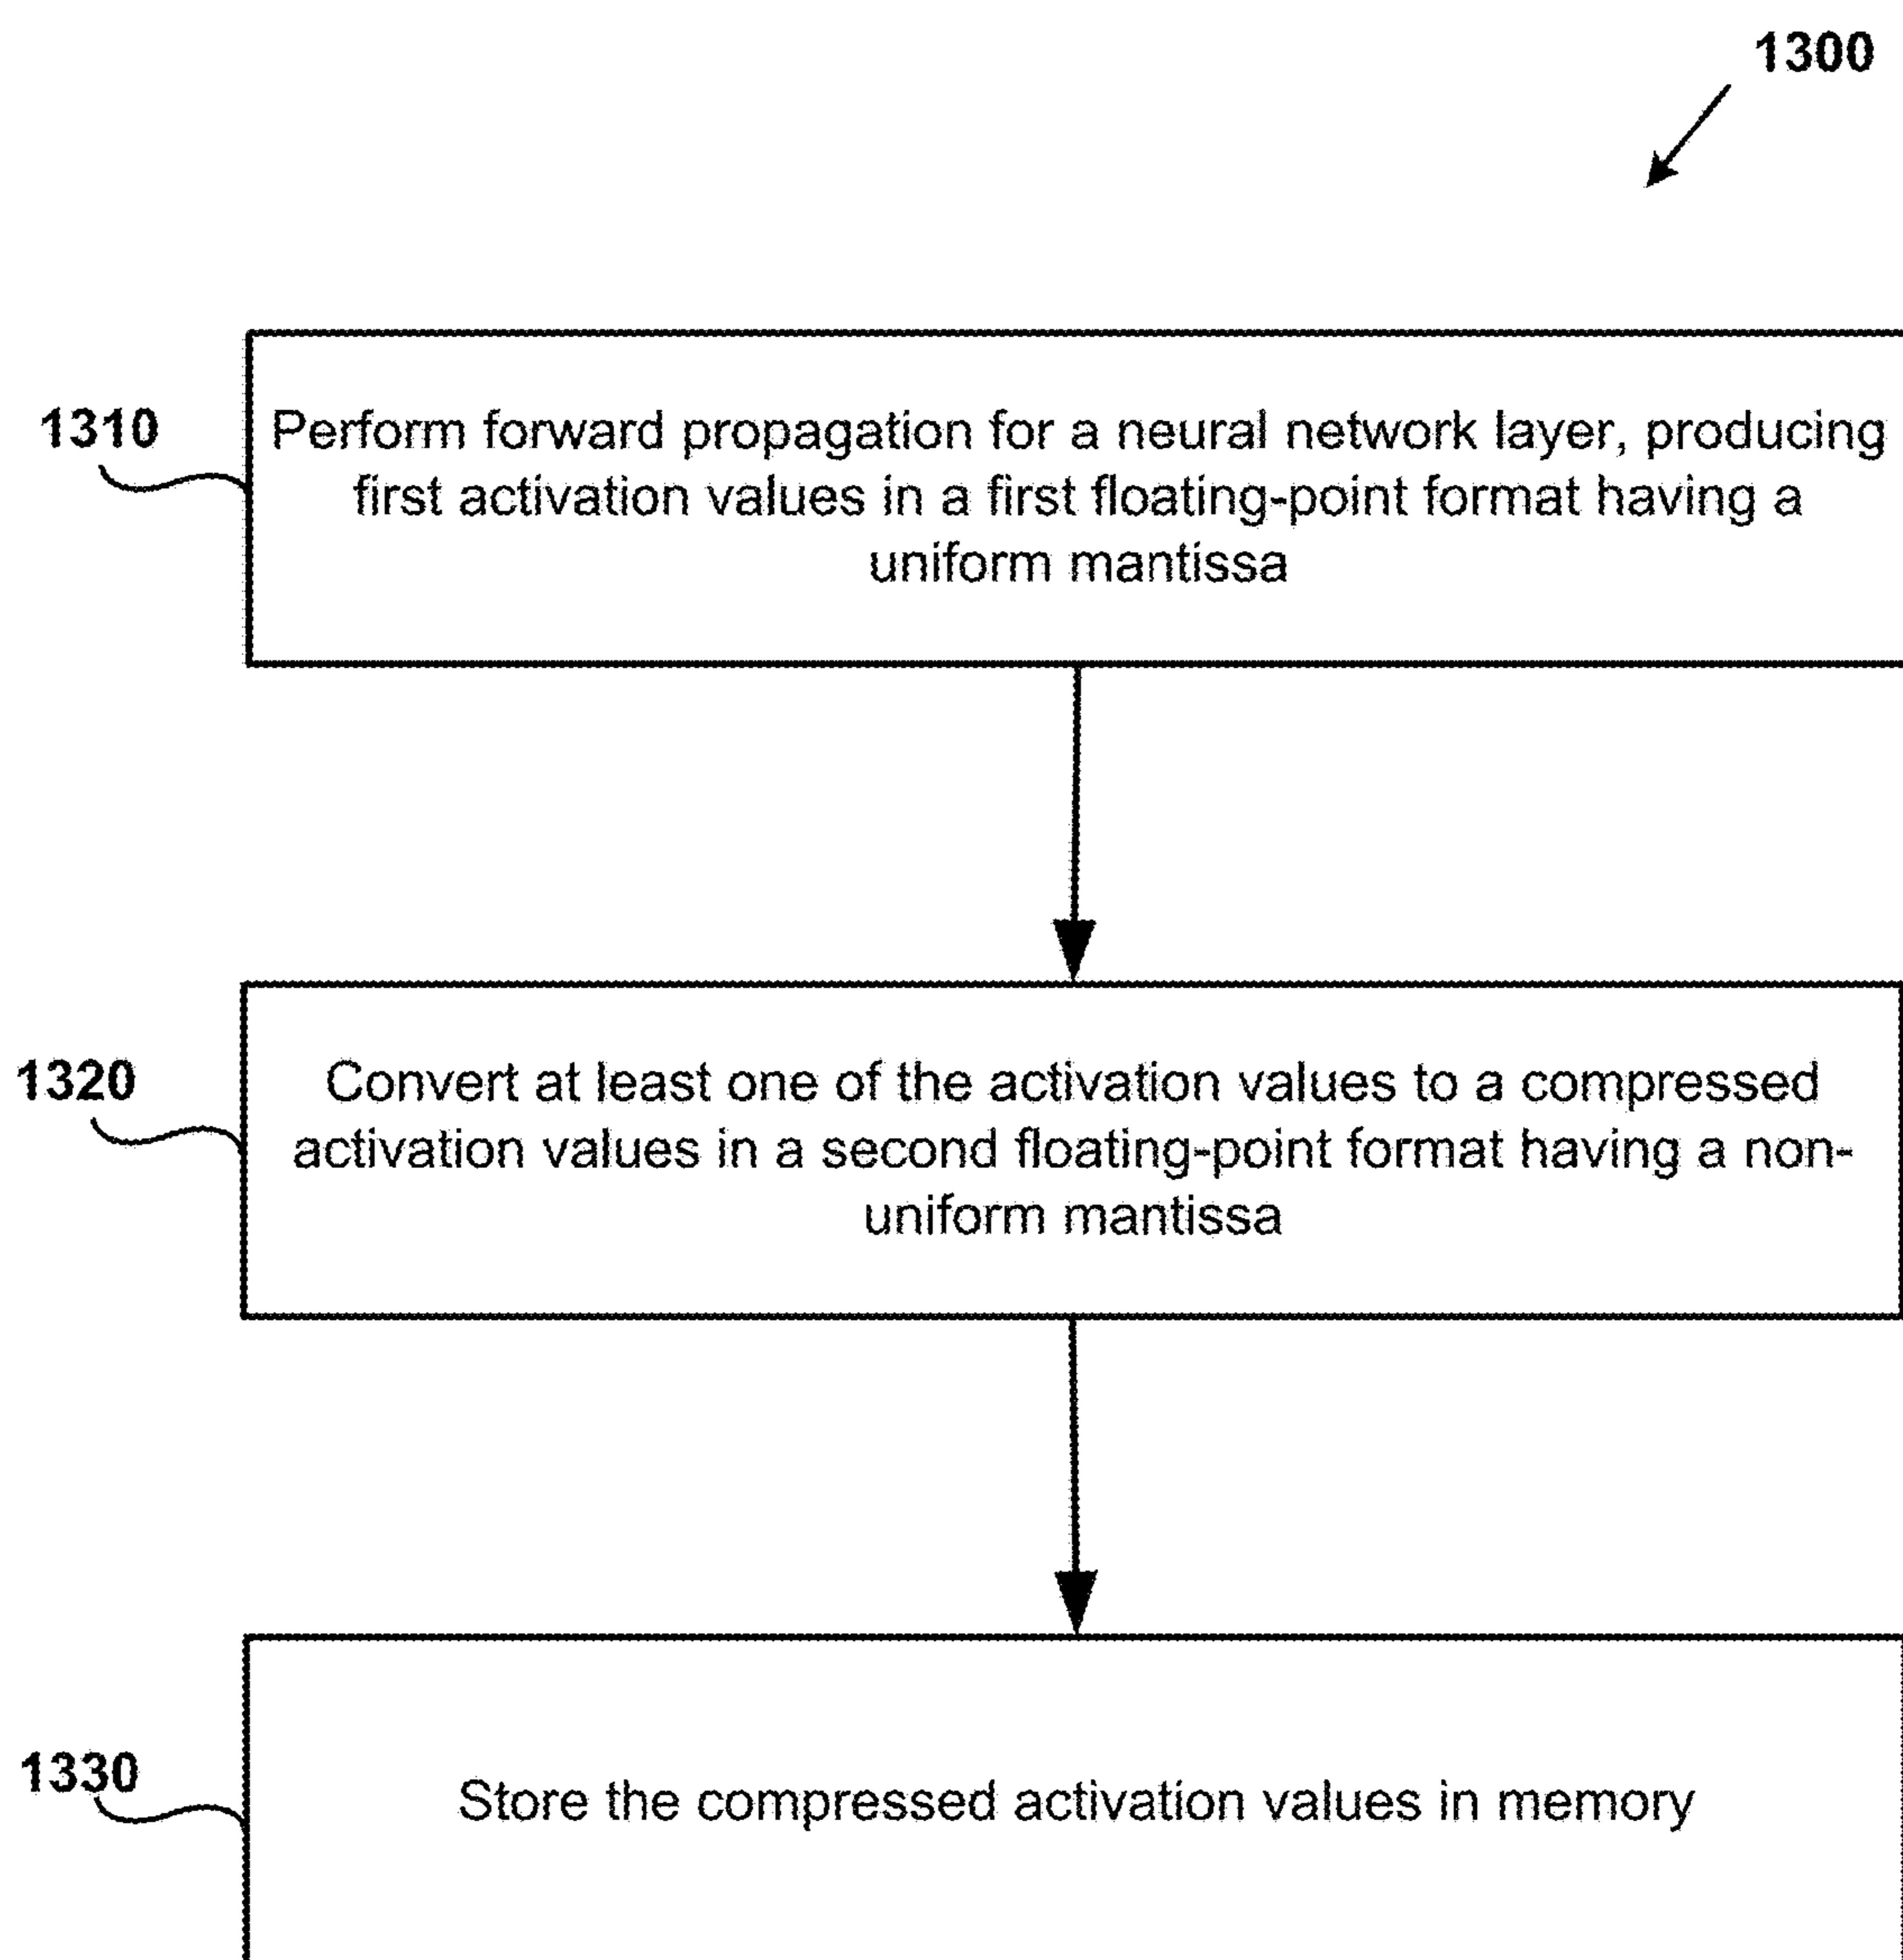 1300
1310
Perform forward propagation for a neural network layer, producing
first activation values in a first floating-point format having a
uniform mantissa
1320
Convert at least one of the activation values to a compressed
activation values in a second floating-point format having a non-
uniform mantissa
1330
Store the compressed activation values in memory